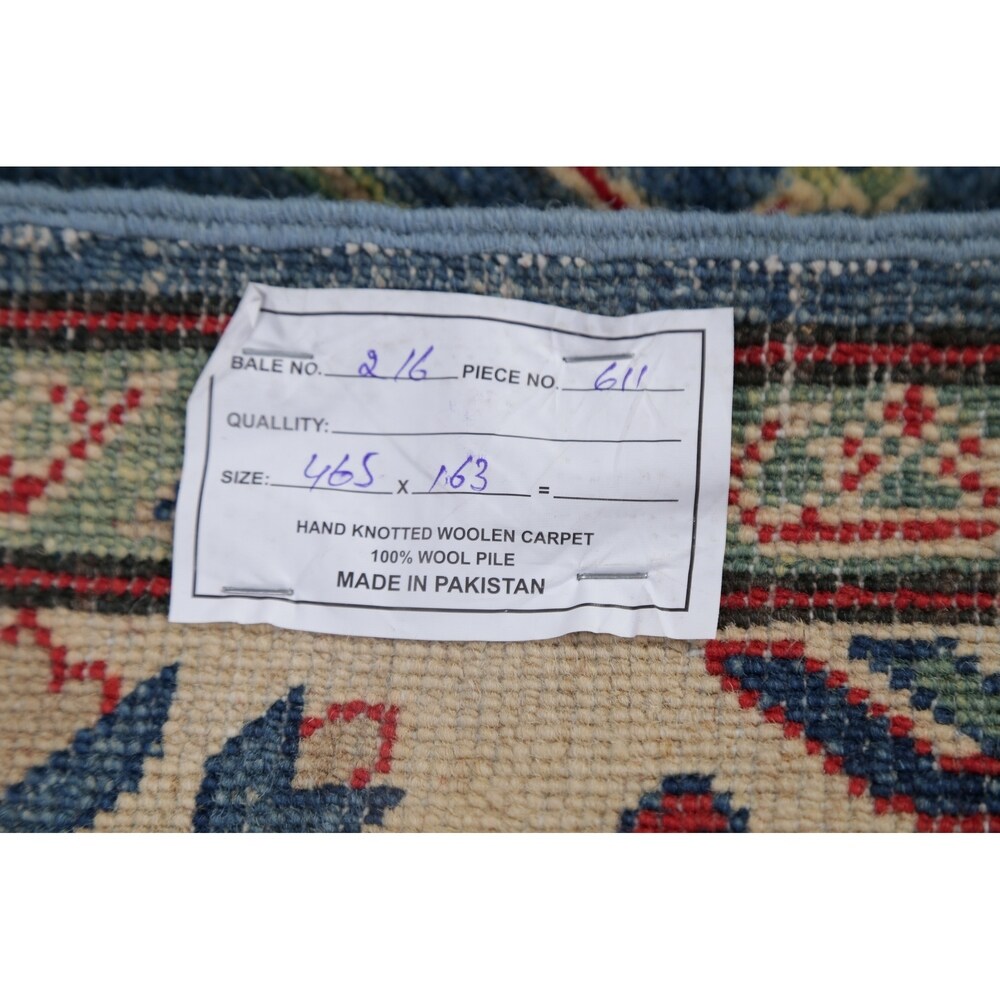 BALE NO. 216 PIECE NO. 611
QUALLITY:
SIZE: 465 x 163 =
HAND KNOTTED WOOLEN CARPET
100% WOOL PILE
MADE IN PAKISTAN